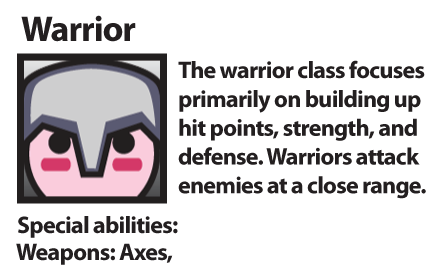 Warrior
The warrior class focuses
primarily on building up
hit points, strength, and
defense. Warriors attack
enemies at a close range.
Special abilities:
Weapons: Axes,